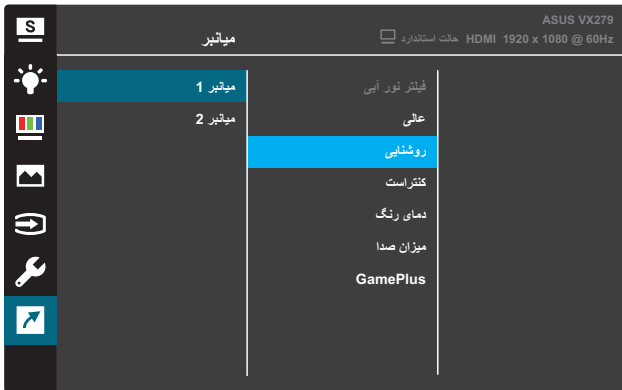 S
ASUS VX279
HDMI 1920 x 1080 @ 60Hz حالت استاندارد
میانبر
میانبر 1
میانبر 2
فیلتر نور آبی
عالی
روشنایی
کنتراست
دمای رنگ
میزان صدا
GamePlus